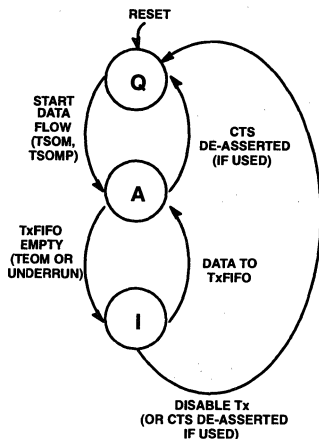 RESET
Q
START
DATA
FLOW
(TSOM,
TSOMP)
CTS
DE-ASSERTED
(IF USED)
A
TxFIFO
EMPTY
(TEOM OR
UNDERRUN)
DATA TO
TxFIFO
I
DISABLE Tx
(OR CTS DE-ASSERTED
IF USED)